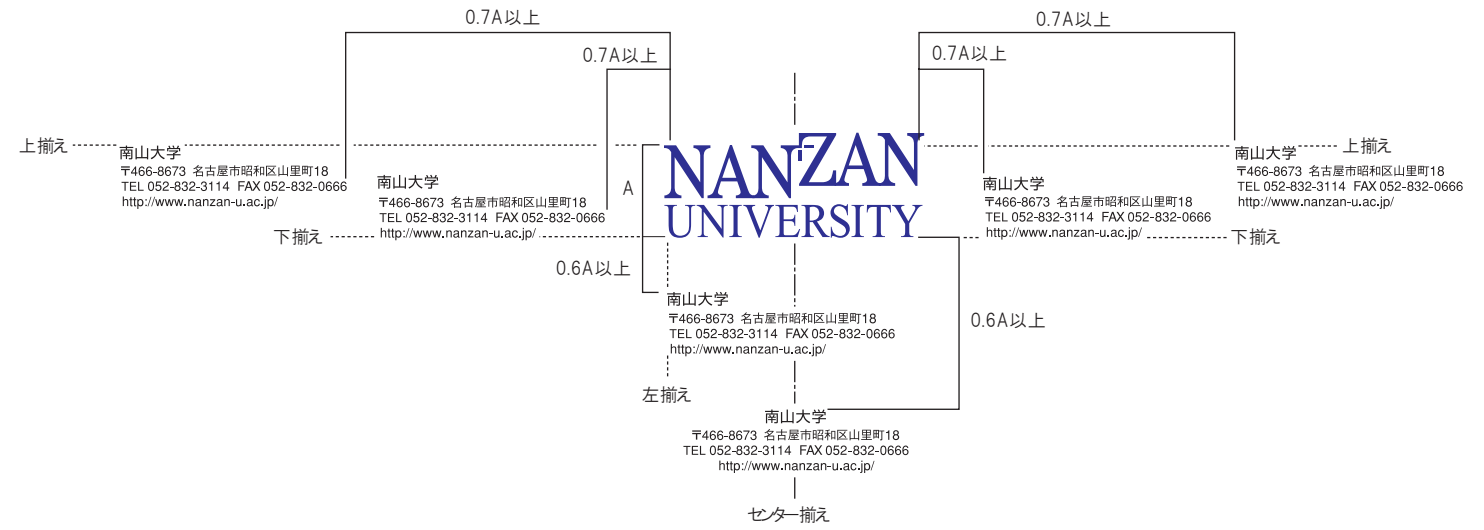 0.7A以上
0.7A以上
0.7A以上
0.7A以上
上揃え
南山大学
〒466-8673 名古屋市昭和区山里町18
TEL 052-832-3114 FAX 052-832-0666
http://www.nanzan-u.ac.jp/
南山大学
〒466-8673 名古屋市昭和区山里町18
TEL 052-832-3114 FAX 052-832-0666
http://www.nanzan-u.ac.jp/
下揃え
A
0.6A以上
NANZAN
UNIVERSITY
南山大学
〒466-8673 名古屋市昭和区山里町18
TEL 052-832-3114 FAX 052-832-0666
http://www.nanzan-u.ac.jp/
下揃え
上揃え
南山大学
〒466-8673 名古屋市昭和区山里町18
TEL 052-832-3114 FAX 052-832-0666
http://www.nanzan-u.ac.jp/
南山大学
〒466-8673 名古屋市昭和区山里町18
TEL 052-832-3114 FAX 052-832-0666
http://www.nanzan-u.ac.jp/
左揃え
0.6A以上
南山大学
〒466-8673 名古屋市昭和区山里町18
TEL 052-832-3114 FAX 052-832-0666
http://www.nanzan-u.ac.jp/
センター揃え